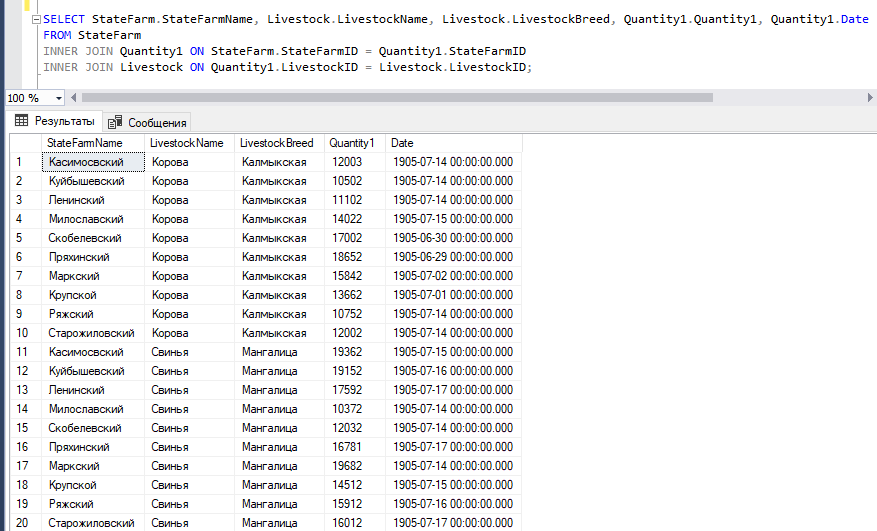 SELECT StateFarm.StateFarmName, Livestock.LivestockName, Livestock.LivestockBreed, Quantity1.Quantity1, Quantity1.Date
FROM StateFarm
INNER JOIN Quantity1 ON StateFarm.StateFarmID = Quantity1.StateFarmID
INNER JOIN Livestock ON Quantity1.LivestockID = Livestock.LivestockID;
100 %
Результаты Сообщения
StateFarmName LivestockName LivestockBreed Quantity1 Date
1 Касимосвский Корова Калмыкская 12003 1905-07-14 00:00:00.000
2 Куйбышевский Корова Калмыкская 10502 1905-07-14 00:00:00.000
3 Ленинский Корова Калмыкская 11102 1905-07-14 00:00:00.000
4 Милославский Корова Калмыкская 14022 1905-07-15 00:00:00.000
5 Скобелевский Корова Калмыкская 17002 1905-06-30 00:00:00.000
6 Пряхинский Корова Калмыкская 18652 1905-06-29 00:00:00.000
7 Маркский Корова Калмыкская 15842 1905-07-02 00:00:00.000
8 Крупской Корова Калмыкская 13662 1905-07-01 00:00:00.000
9 Ряжский Корова Калмыкская 10752 1905-07-14 00:00:00.000
10 Старожиловский Корова Калмыкская 12002 1905-07-14 00:00:00.000
11 Касимосвский Свинья Мангалица 19362 1905-07-15 00:00:00.000
12 Куйбышевский Свинья Мангалица 19152 1905-07-16 00:00:00.000
13 Ленинский Свинья Мангалица 17592 1905-07-17 00:00:00.000
14 Милославский Свинья Мангалица 10372 1905-07-14 00:00:00.000
15 Скобелевский Свинья Мангалица 12032 1905-07-14 00:00:00.000
16 Пряхинский Свинья Мангалица 16781 1905-07-17 00:00:00.000
17 Маркский Свинья Мангалица 19682 1905-07-14 00:00:00.000
18 Крупской Свинья Мангалица 14512 1905-07-15 00:00:00.000
19 Ряжский Свинья Мангалица 15912 1905-07-16 00:00:00.000
20 Старожиловский Свинья Мангалица 16012 1905-07-17 00:00:00.000